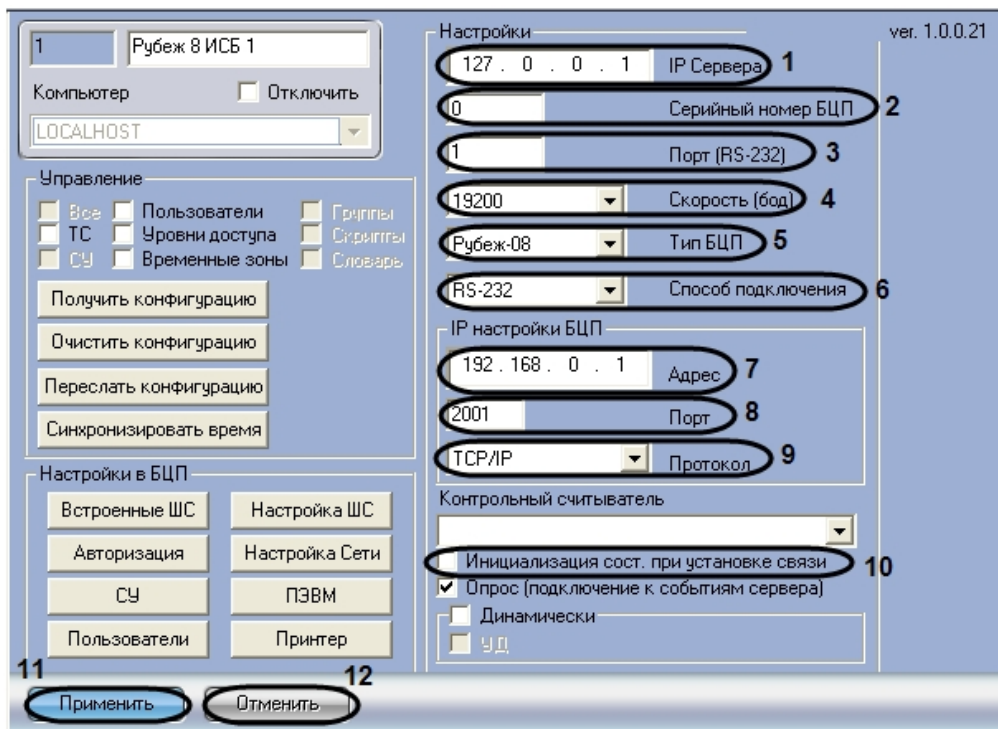 1
Рубеж 8 ИСБ 1
Компьютер
Отключить
LOCALHOST
Управление
Все
Пользователи
Группы
ТС
Уровни доступа
Скрипты
СУ
Временные зоны
Словарь
Получить конфигурацию
Очистить конфигурацию
Переслать конфигурацию
Синхронизировать время
Настройки в БЦП
Встроенные ШС
Настройка ШС
Авторизация
Настройка Сети
СУ
ПЭВМ
Пользователи
Принтер
11
12
Применить
Отменить
Настройки
ver. 1.0.0.21
127 . 0 . 0 . 1 IP Сервера 1
0 Серийный номер БЦП 2
1 Порт (RS-232) 3
19200 Скорость (бод) 4
Рубеж-08 Тип БЦП 5
RS-232 Способ подключения 6
IP настройки БЦП
192 . 168 . 0 . 1 Адрес 7
2001 Порт 8
TCP/IP Протокол 9
Контрольный считыватель
Инициализация сост. при установке связи 10
Опрос (подключение к событиям сервера)
Динамически
УД